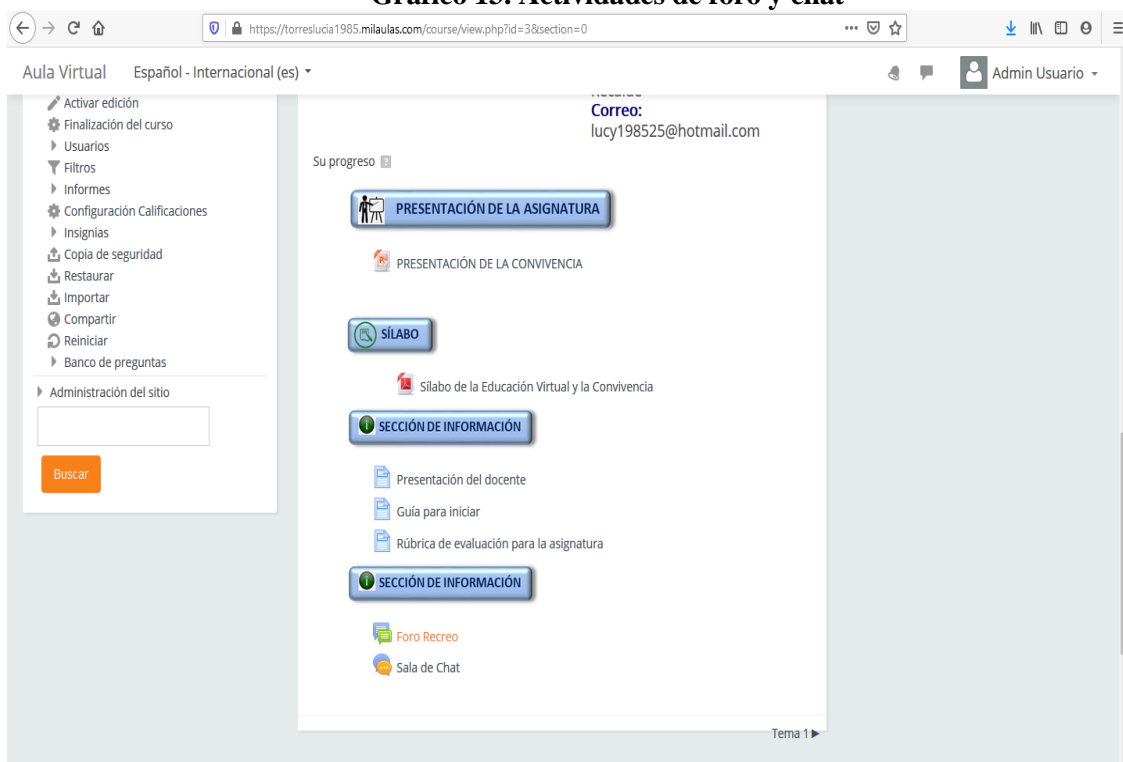 Gráfico 15. Actividades de foro y chat
https://torreslucia1985.milaulas.com/course/view.php?id=3&section=0
Aula Virtual Español - Internacional (es)
Admin Usuario
Activar edición
Finalización del curso
Usuarios
Filtros
Informes
Configuración Calificaciones
Insignias
Copia de seguridad
Restaurar
Importar
Compartir
Reiniciar
Banco de preguntas
Administración del sitio
Buscar
Correo:
lucy198525@hotmail.com
Su progreso
PRESENTACIÓN DE LA ASIGNATURA
PRESENTACIÓN DE LA CONVIVENCIA
SÍLABO
Sílabo de la Educación Virtual y la Convivencia
SECCIÓN DE INFORMACIÓN
Presentación del docente
Guía para iniciar
Rúbrica de evaluación para la asignatura
SECCIÓN DE INFORMACIÓN
Foro Recreo
Sala de Chat
Tema 1